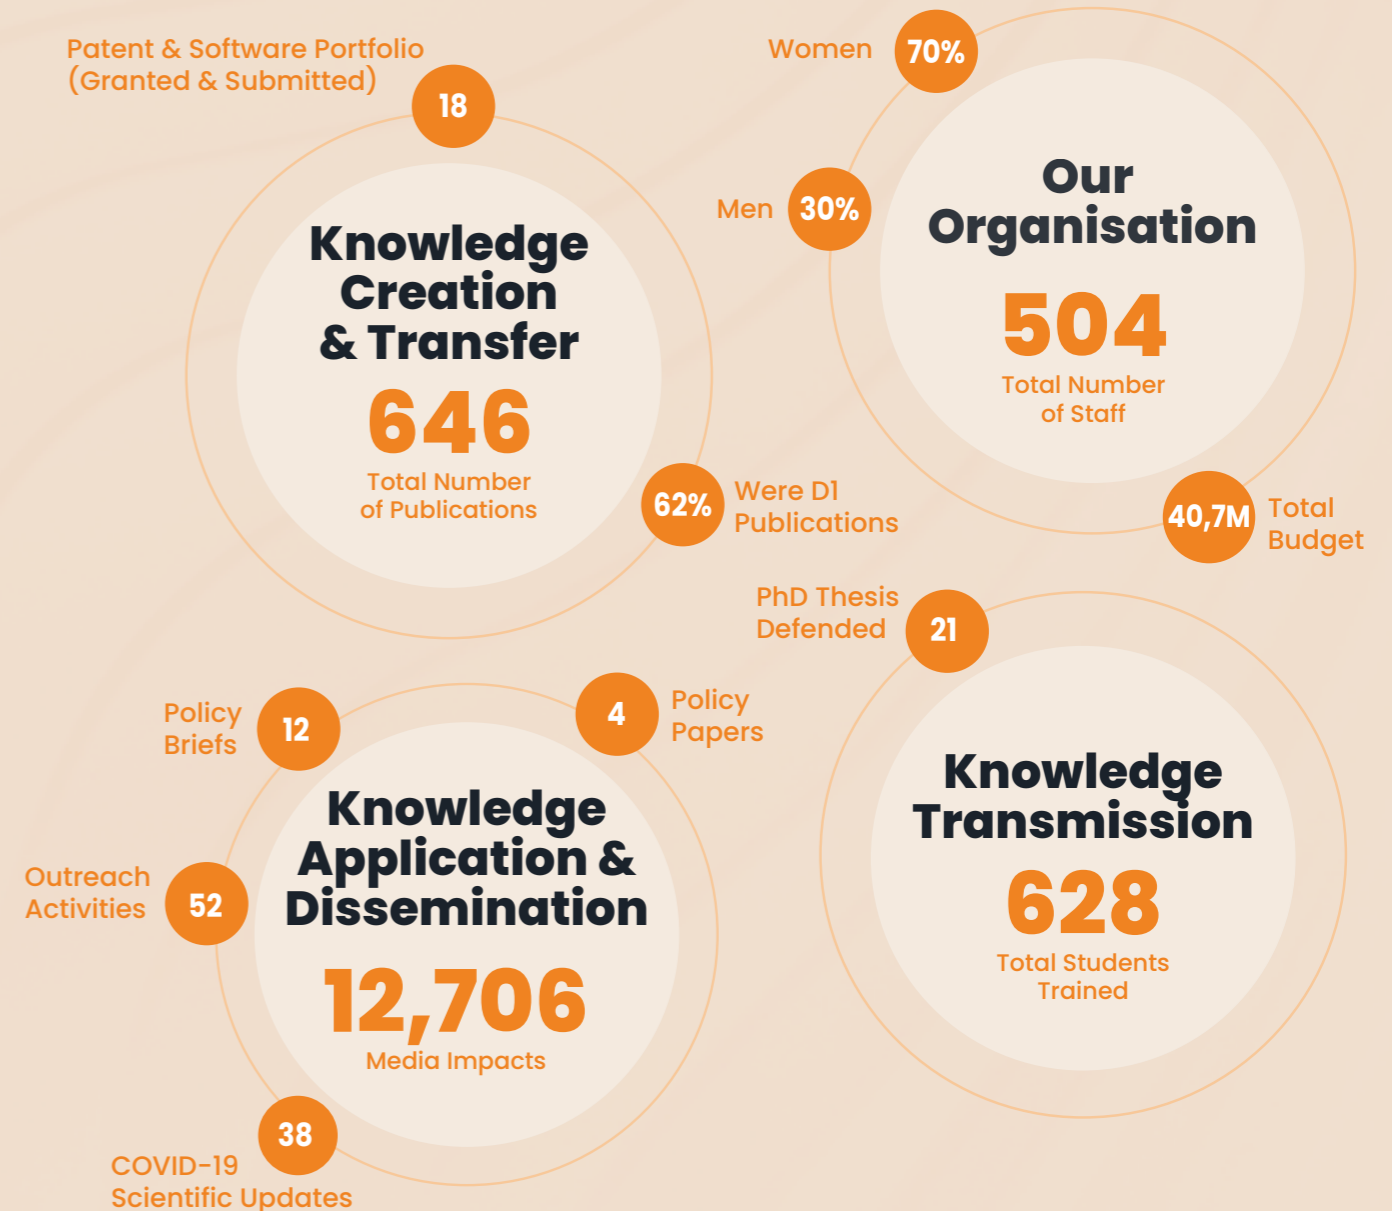 Patent & Software Portfolio
(Granted & Submitted)
18
Knowledge
Creation
& Transfer
646
Total Number
of Publications
62%
Were D1
Publications
Women
70%
Men
30%
Our
Organisation
504
Total Number
of Staff
40,7M
Total
Budget
Policy
Briefs
12
4
Policy
Papers
Outreach
Activities
52
Knowledge
Application &
Dissemination
12,706
Media Impacts
38
COVID-19
Scientific Updates
PhD Thesis
Defended
21
Knowledge
Transmission
628
Total Students
Trained